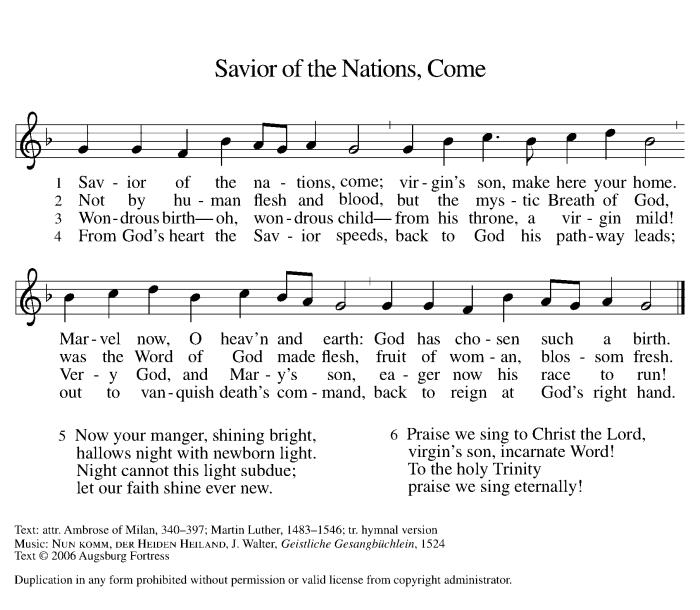 Savior of the Nations, Come
1 Sav - ior of the na - tions, come; vir - gin's son, make here your home.
2 Not by hu - man flesh and blood, but the mys - tic Breath of God,
3 Won - drous birth— oh, won - drous child— from his throne, a vir - gin mild!
4 From God's heart the Sav - ior speeds, back to God his path - way leads;
Mar - vel now, O heav'n and earth: God has cho - sen such a birth.
was the Word of God made flesh, fruit of wom - an, blos - som fresh.
Ver - y God, and Mar - y's son, ea - ger now his race to run!
out to van - quish death's com - mand, back to reign at God's right hand.
5 Now your manger, shining bright,
hallows night with newborn light.
Night cannot this light subdue;
let our faith shine ever new.
6 Praise we sing to Christ the Lord,
virgin's son, incarnate Word!
To the holy Trinity
praise we sing eternally!
Text: attr. Ambrose of Milan, 340–397; Martin Luther, 1483–1546; tr. hymnal version
Music: NUN KOMM, DER HEIDEN HEILAND, J. Walter, Geistliche Gesangbüchlein, 1524
Text © 2006 Augsburg Fortress
Duplication in any form prohibited without permission or valid license from copyright administrator.